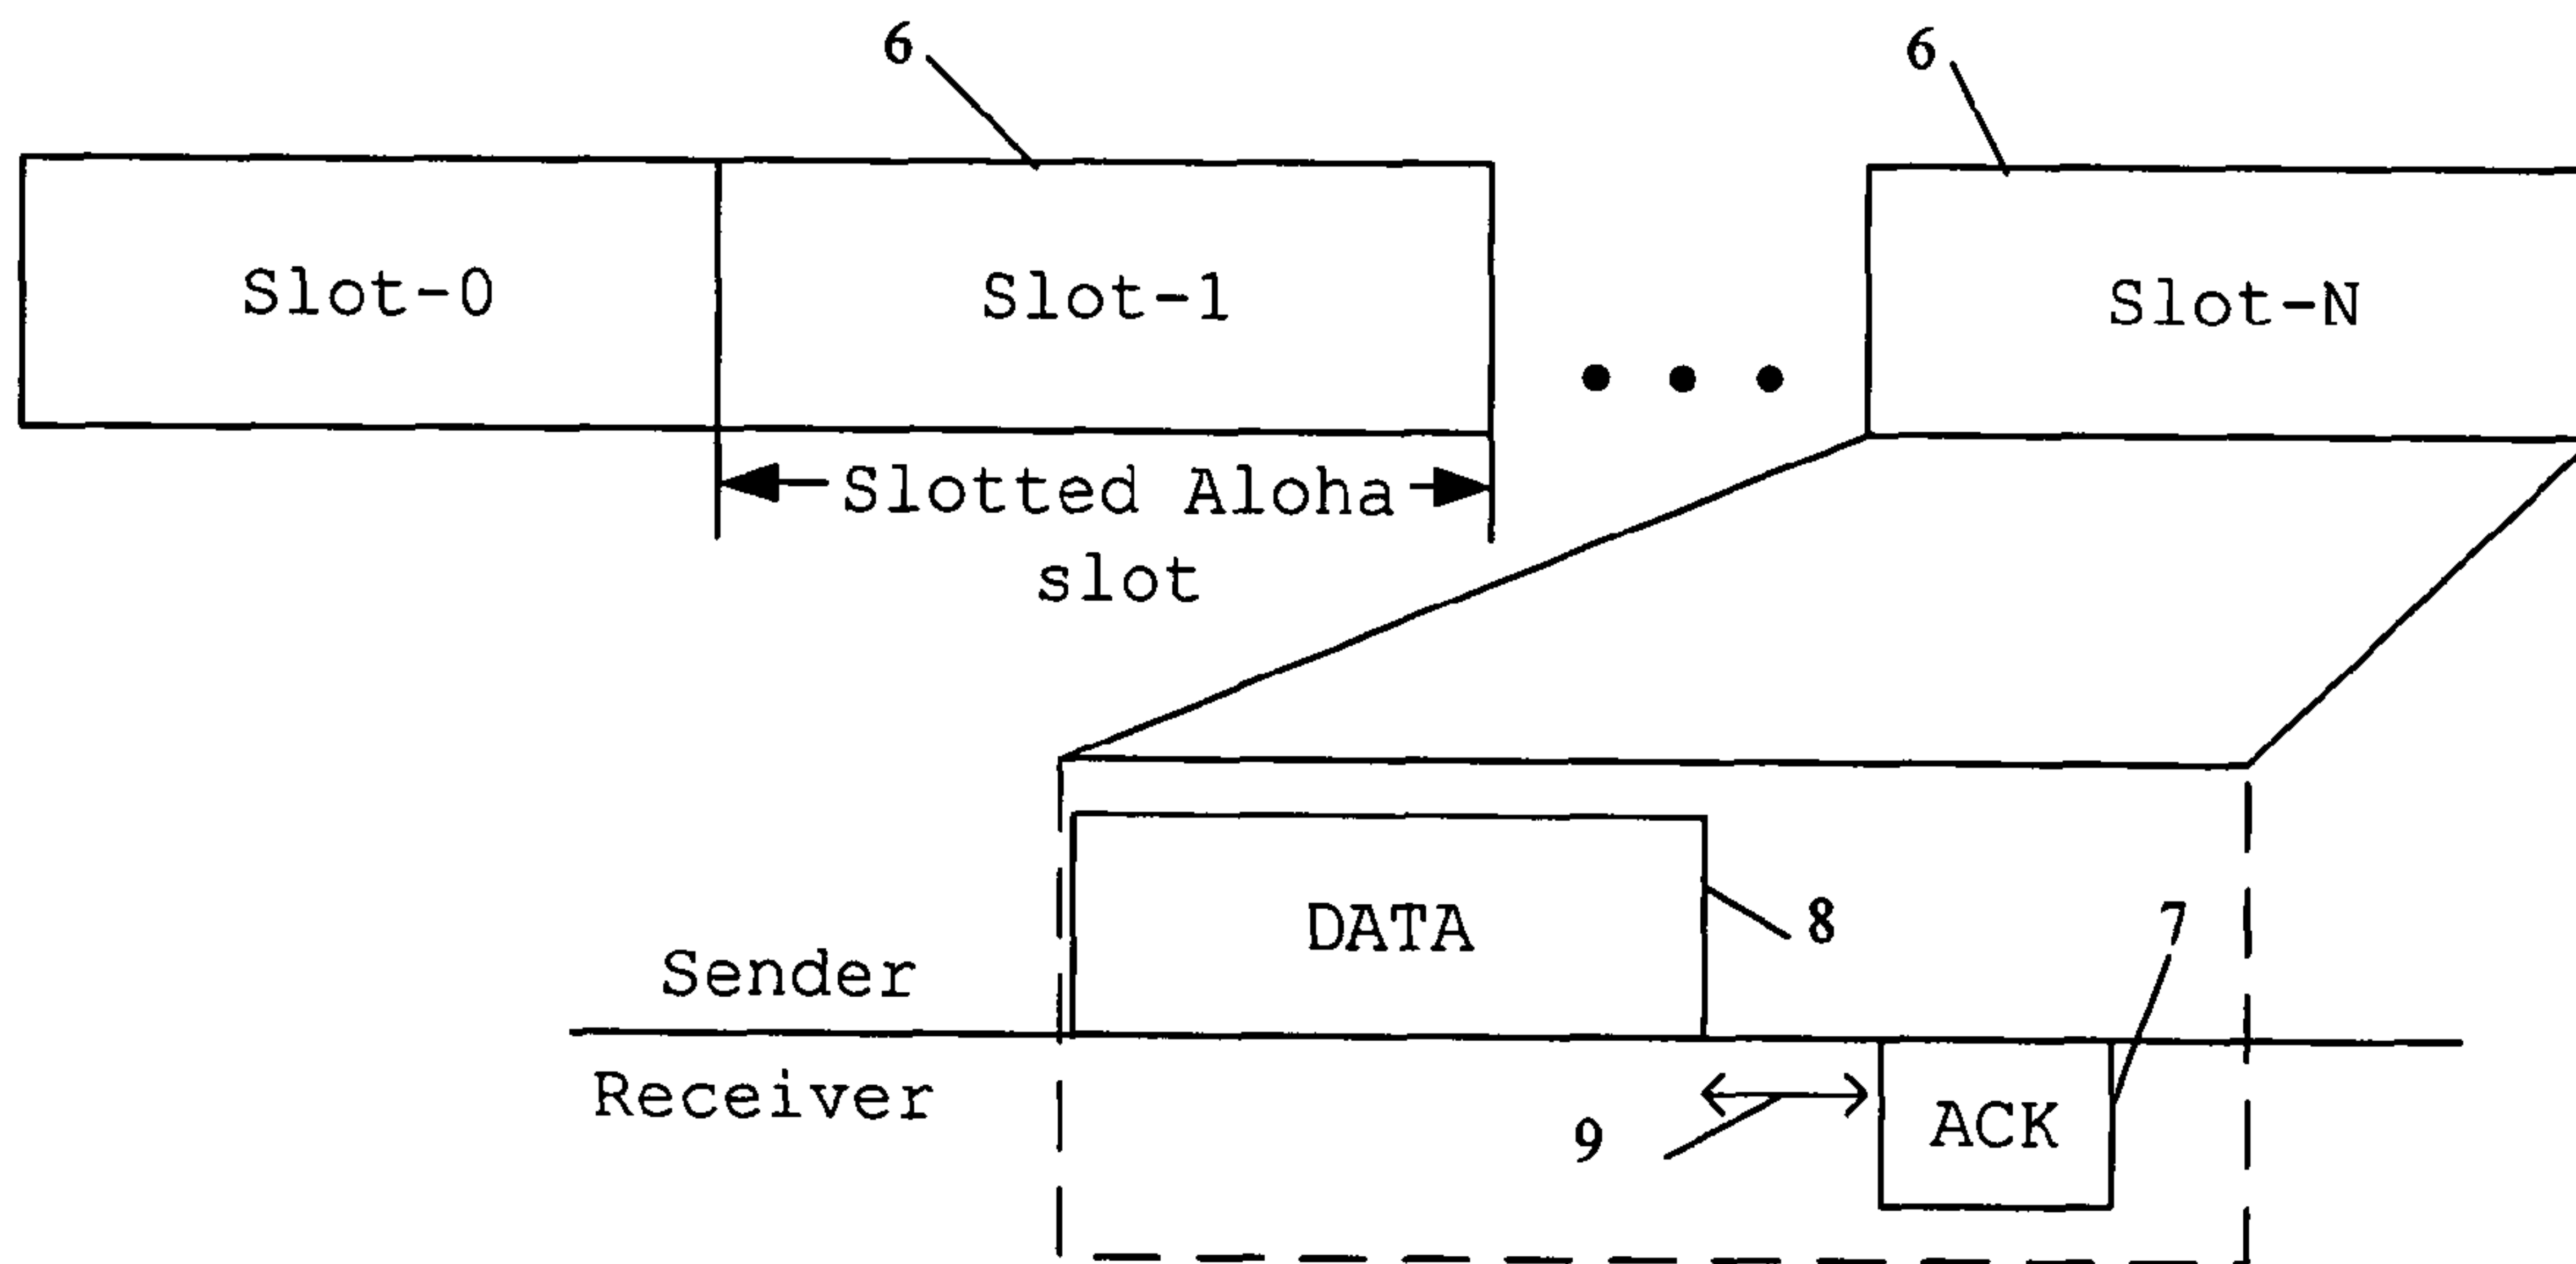 6
6
Slot-0
Slot-1
Slot-N
Slotted Aloha
slot
DATA
8
7
Sender
Receiver
9
ACK